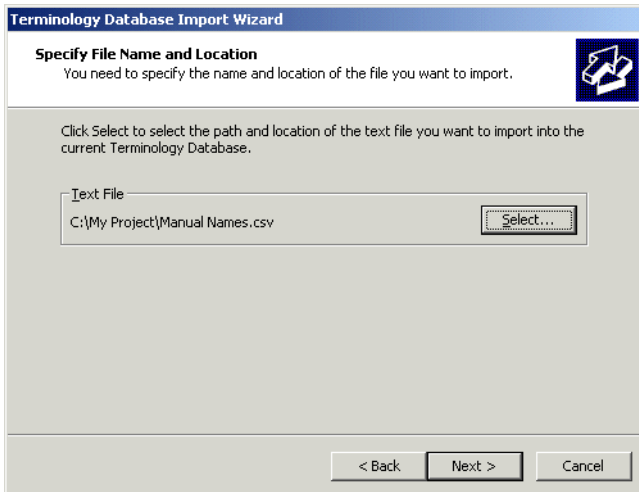 Terminology Database Import Wizard
Specify File Name and Location
You need to specify the name and location of the file you want to import.
Click Select to select the path and location of the text file you want to import into the
current Terminology Database.
Text File
C:\My Project\Manual Names.csv
Select...
< Back
Next >
Cancel